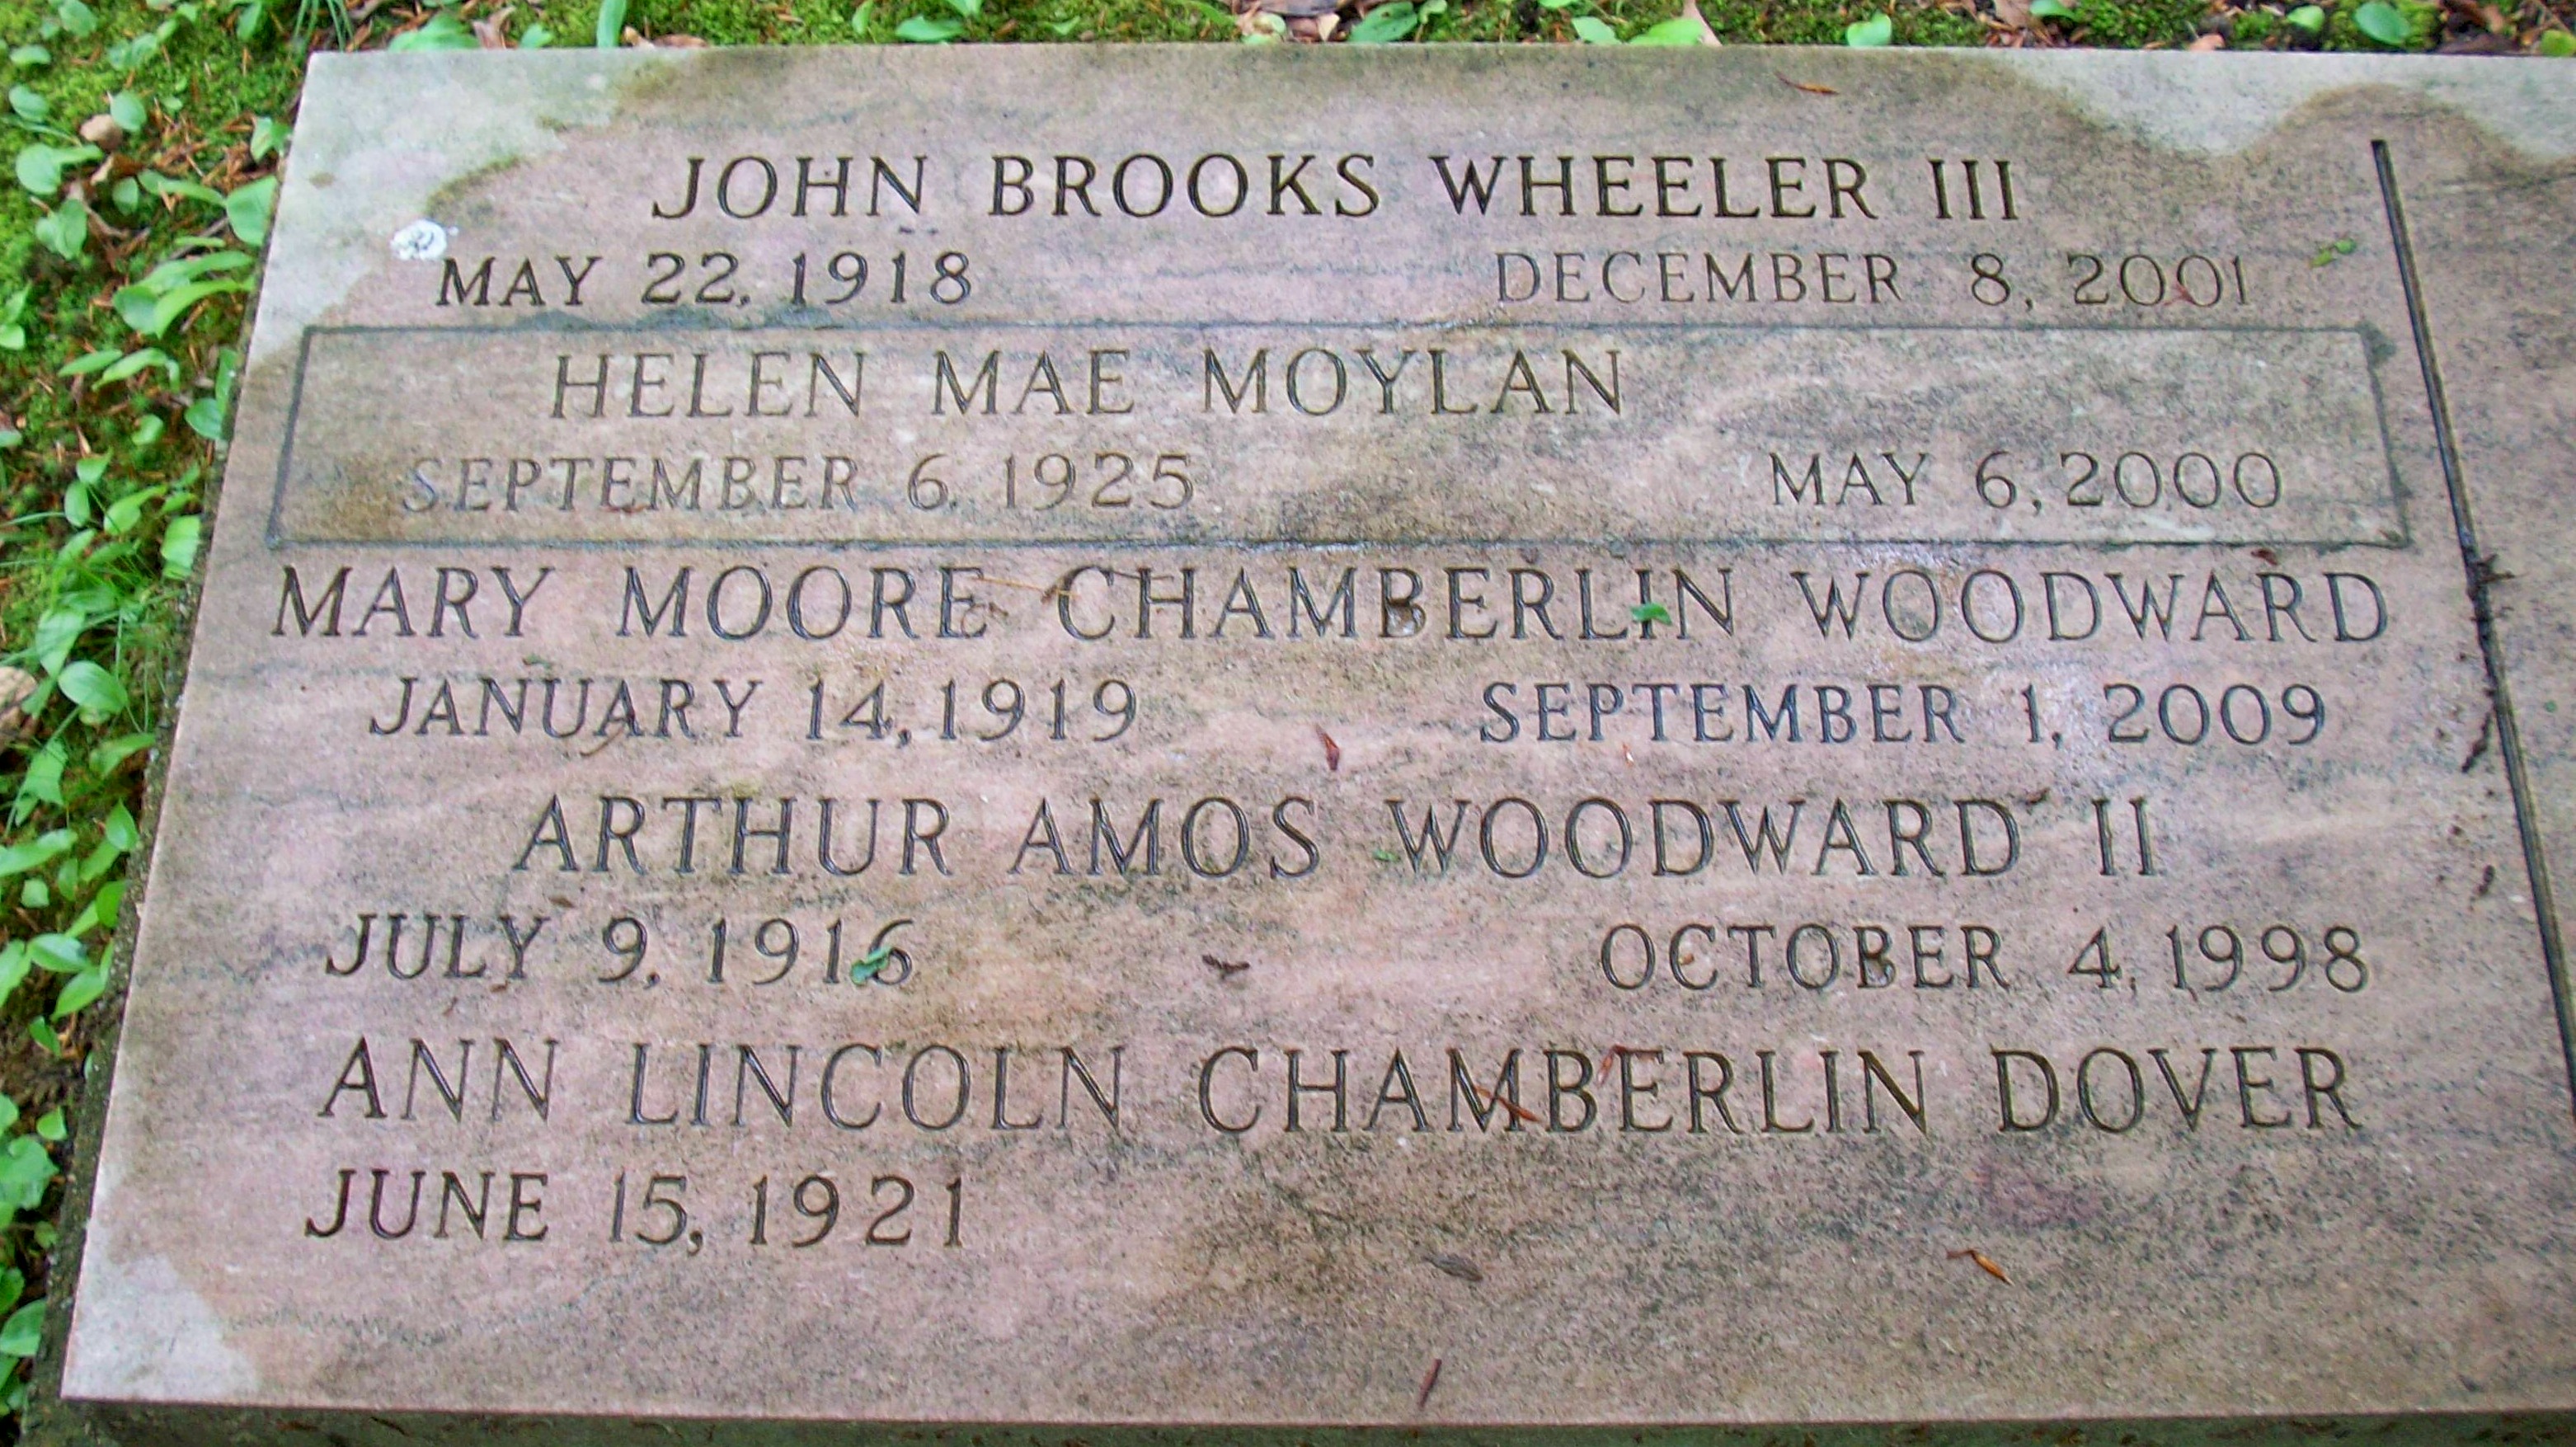 JOHN BROOKS WHEELER III
MAY 22, 1918 DECEMBER 8, 2001
HELEN MAE MOYLAN
SEPTEMBER 6, 1925 MAY 6, 2000
MARY MOORE CHAMBERLIN WOODWARD
JANUARY 14, 1919 SEPTEMBER 1, 2009
ARTHUR AMOS WOODWARD II
JULY 9, 1916 OCTOBER 4, 1998
ANN LINCOLN CHAMBERLIN DOVER
JUNE 15, 1921